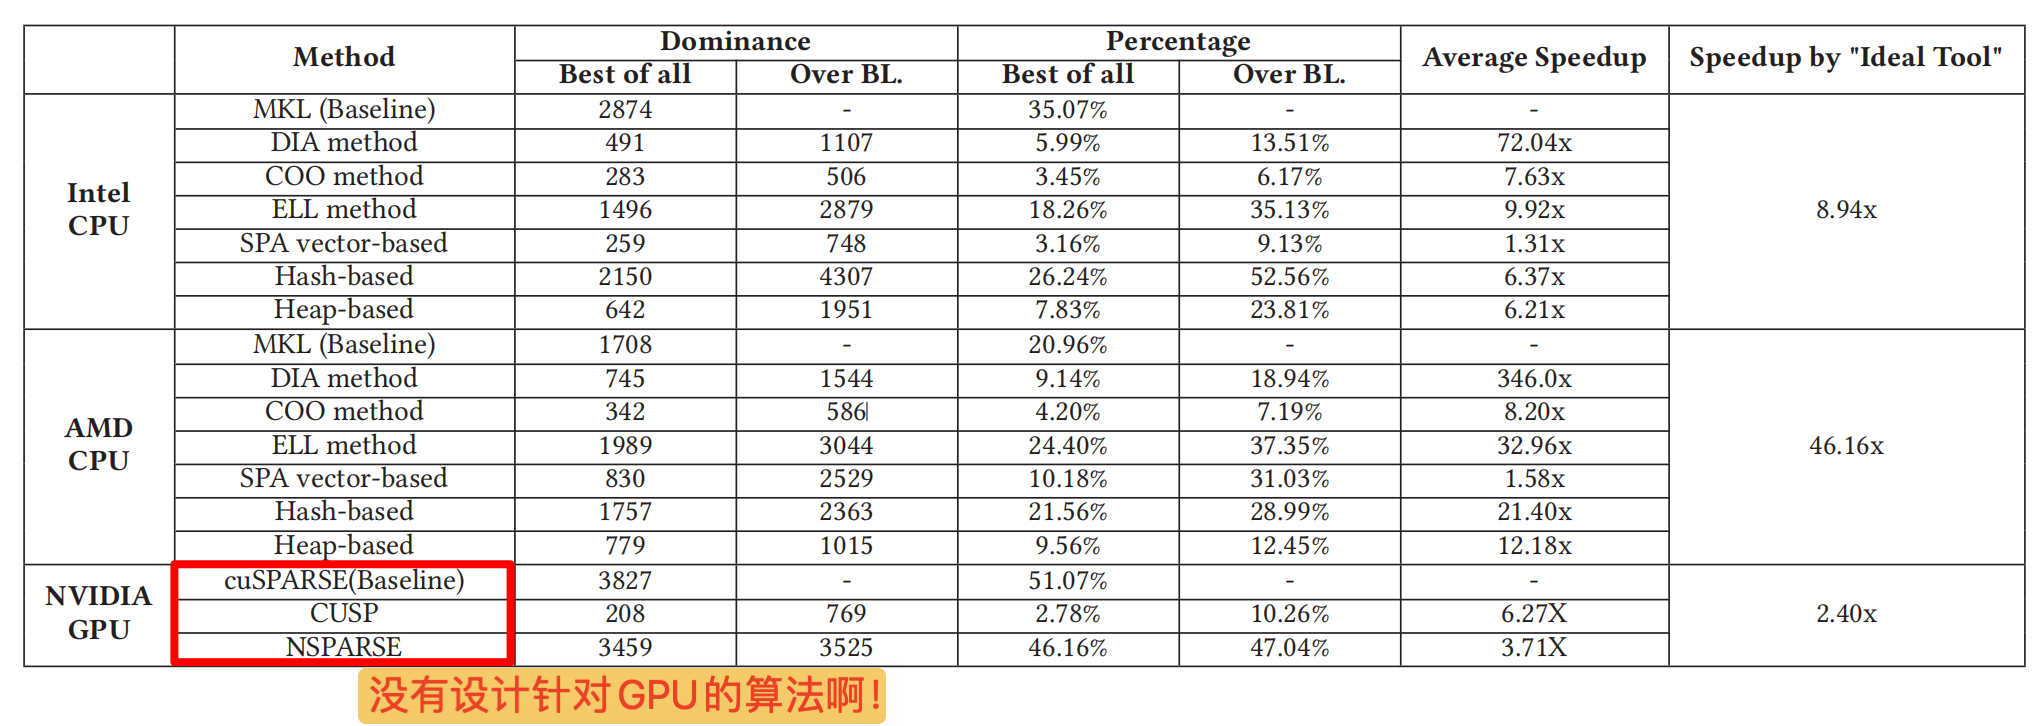 Method Dominance Percentage Average Speedup Speedup by "Ideal Tool"
Best of all Over BL. Best of all Over BL.
Intel CPU
MKL (Baseline) 2874 - 35.07% - -
DIA method 491 1107 5.99% 13.51% 72.04x
COO method 283 506 3.45% 6.17% 7.63x
ELL method 1496 2879 18.26% 35.13% 9.92x 8.94x
SPA vector-based 259 748 3.16% 9.13% 1.31x
Hash-based 2150 4307 26.24% 52.56% 6.37x
Heap-based 642 1951 7.83% 23.81% 6.21x
AMD CPU
MKL (Baseline) 1708 - 20.96% - -
DIA method 745 1544 9.14% 18.94% 346.0x
COO method 342 586 4.20% 7.19% 8.20x
ELL method 1989 3044 24.40% 37.35% 32.96x 46.16x
SPA vector-based 830 2529 10.18% 31.03% 1.58x
Hash-based 1757 2363 21.56% 28.99% 21.40x
Heap-based 779 1015 9.56% 12.45% 12.18x
NVIDIA GPU
cuSPARSE(Baseline) 3827 - 51.07% - -
CUSP 208 769 2.78% 10.26% 6.27X 2.40x
NSPARSE 3459 3525 46.16% 47.04% 3.71X
没有设计针对GPU的算法啊！